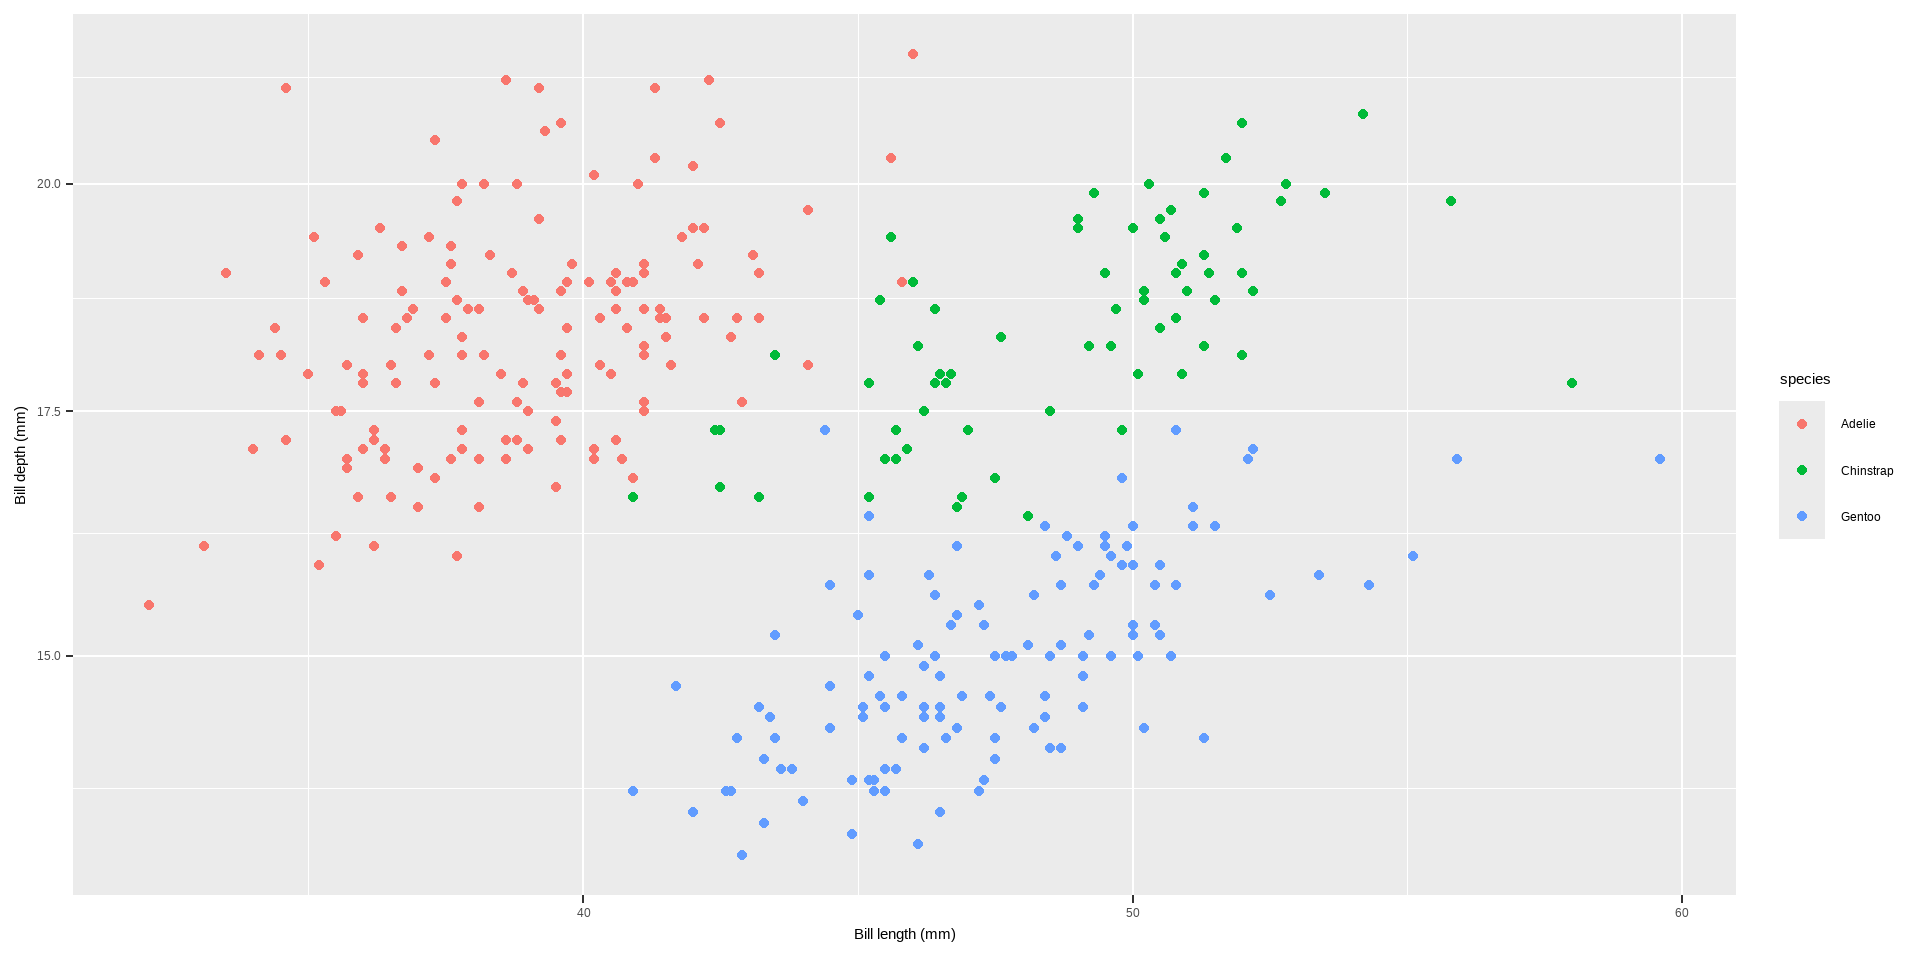 20.0
17.5
15.0
Bill depth (mm)
40
50
60
Bill length (mm)
species
Adelie
Chinstrap
Gentoo